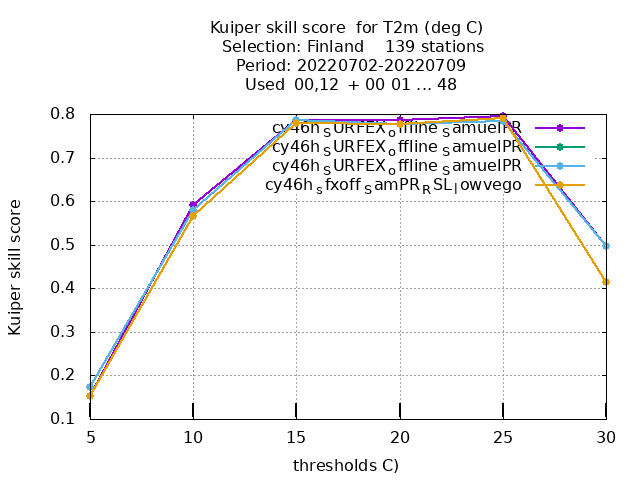 Kuiper skill score for T2m (deg C)
Selection: Finland 139 stations
Period: 20220702-20220709
Used 00,12 + 00 01 ... 48
cy46h_SURFEX_offline_SamuelPR
cy46h_SURFEX_offline_SamuelPR
cy46h_SURFEX_offline_SamuelPR
cy46h_sfxoff_SamPR_RSL_lowvego
0.8
0.7
0.6
0.5
0.4
0.3
0.2
0.1
Kuiper skill score
5 10 15 20 25 30
thresholds C)